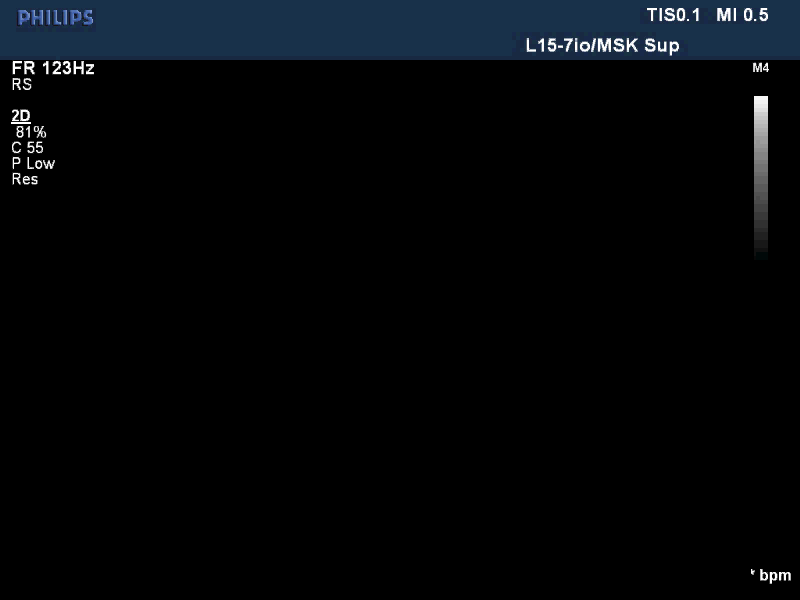 PHILIPS
TIS0.1 MI 0.5
L15-7io/MSK Sup
FR 123Hz
RS
M4
2D
81%
C 55
P Low
Res
* bpm